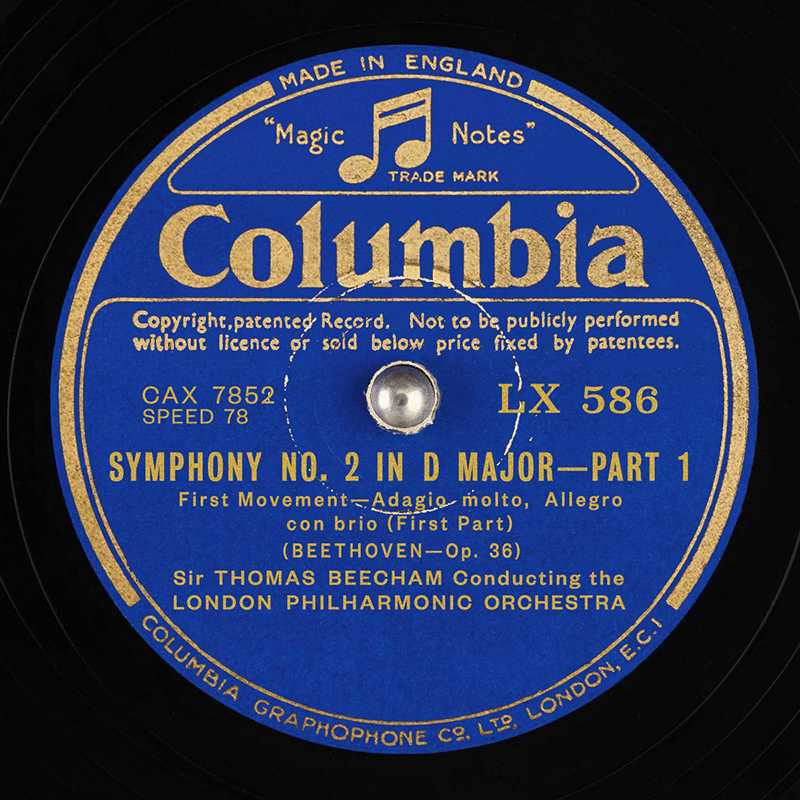 MADE IN ENGLAND
"Magic Notes"
TRADE MARK
Columbia
Copyright, patented Record. Not to be publicly performed
without licence or sold below price fixed by patentees.
CAX 7852
SPEED 78
LX 586
SYMPHONY NO. 2 IN D MAJOR—PART 1
First Movement—Adagio molto, Allegro
con brio (First Part)
(BEETHOVEN—Op. 36)
Sir THOMAS BEECHAM Conducting the
LONDON PHILHARMONIC ORCHESTRA
COLUMBIA GRAPHOPHONE CO. LTD. LONDON, E.C.1